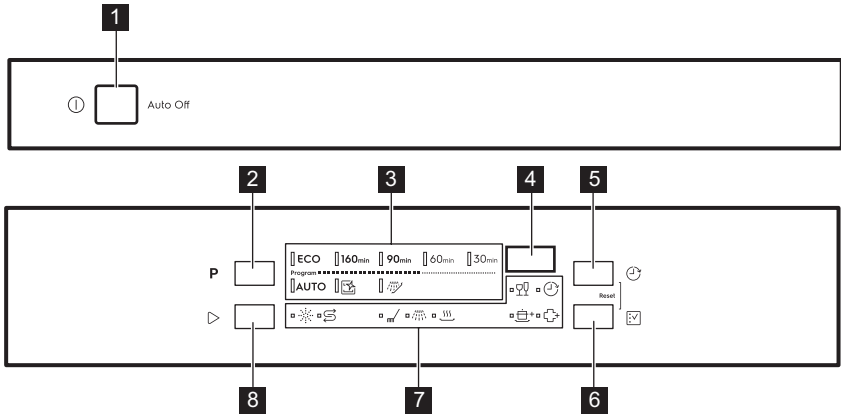 1
Auto Off
2 3 4 5
P
ECO 160min 90min 60min 30min
Program
AUTO
Reset
8 7 6